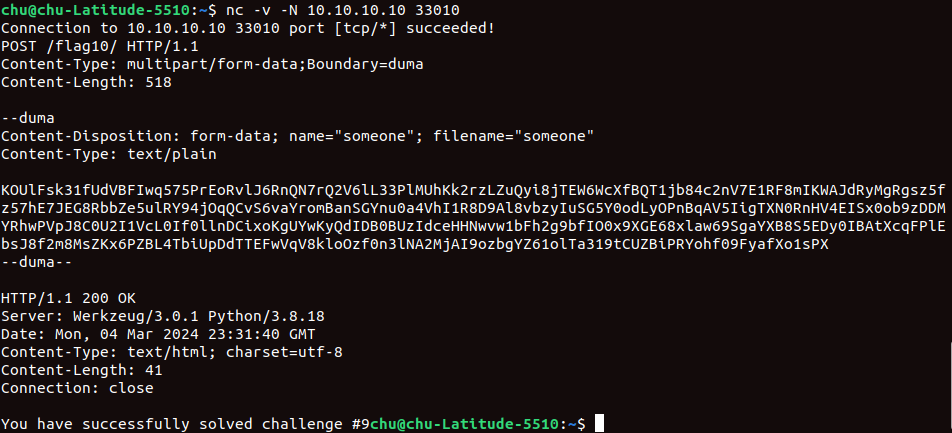 chu@chu-Latitude-5510:~$ nc -v -N 10.10.10.10 33010
Connection to 10.10.10.10 33010 port [tcp/*] succeeded!
POST /flag10/ HTTP/1.1
Content-Type: multipart/form-data;Boundary=duma
Content-Length: 518

--duma
Content-Disposition: form-data; name="someone"; filename="someone"
Content-Type: text/plain

KOUlFsk31fUdVBFIwq575PrEoRvlJ6RnQN7rQ2V6lL33PlMUhKk2rzLZuQyi8jTEW6WcXfBQT1jb84c2nV7E1RF8mIKWAJdRyMgRgsz5f
z57hE7JEG8RbbZe5ulRY94jOqQCvS6vaYromBanSGYnu0a4VhI1R8D9Al8vbzyIuSG5Y0odLyOPnBqAV5IigTXN0RnHV4EISx0ob9zDDM
YRhwPVpJ8C0U2I1VcL0If0llnDCixoKgUYwKyQdIDB0BUzIdceHHNwvw1bFh2g9bfIO0x9XGE68xlaw69SgaYXB8S5EDy0IBAtXcqFPlE
bsJ8f2m8MsZKx6PZBL4TbiUpDdTTEFwVqV8kloOzf0n3lNA2MjAI9ozbgYZ61olTa319tCUZBiPRYohf09FyafXo1sPX
--duma--

HTTP/1.1 200 OK
Server: Werkzeug/3.0.1 Python/3.8.18
Date: Mon, 04 Mar 2024 23:31:40 GMT
Content-Type: text/html; charset=utf-8
Content-Length: 41
Connection: close

You have successfully solved challenge #9chu@chu-Latitude-5510:~$